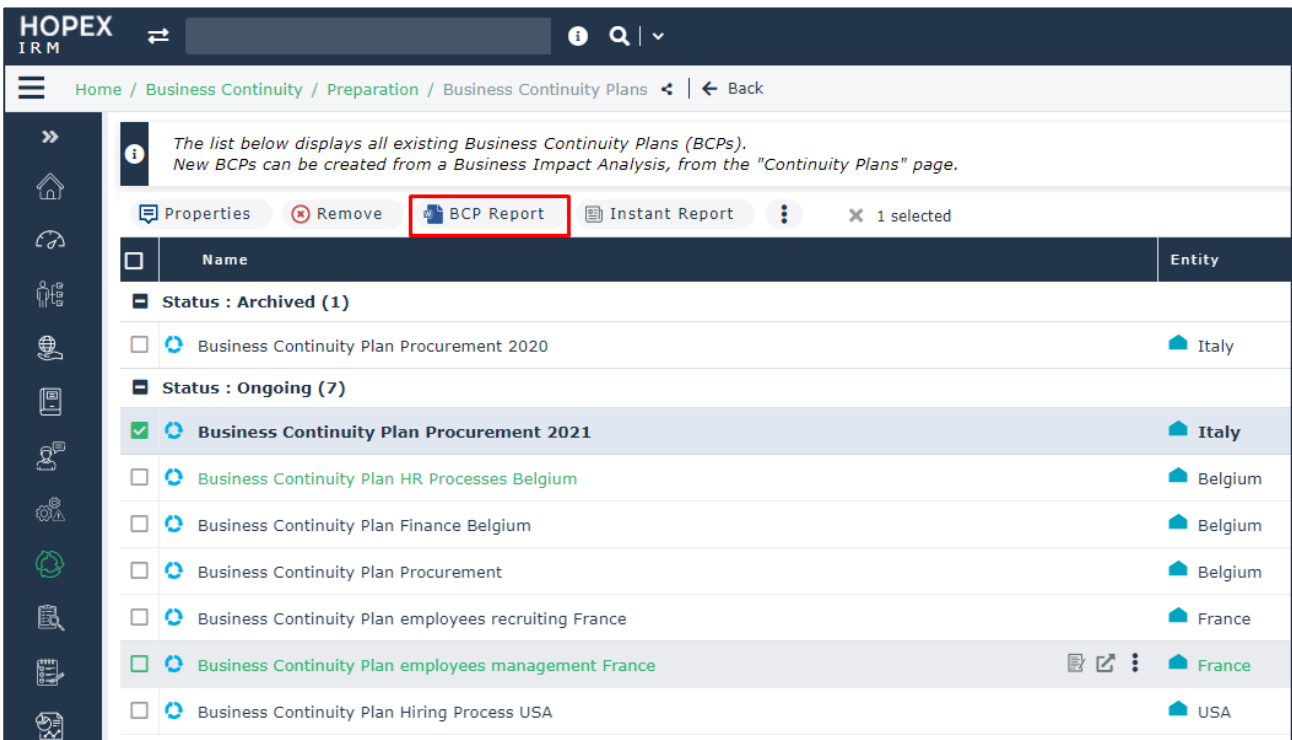 HOPEX
IRM
Home / Business Continuity / Preparation / Business Continuity Plans Back
The list below displays all existing Business Continuity Plans (BCPs).
New BCPs can be created from a Business Impact Analysis, from the "Continuity Plans" page.
Properties Remove BCP Report Instant Report 1 selected
Name Entity
Status : Archived (1)
Business Continuity Plan Procurement 2020 Italy
Status : Ongoing (7)
Business Continuity Plan Procurement 2021 Italy
Business Continuity Plan HR Processes Belgium Belgium
Business Continuity Plan Finance Belgium Belgium
Business Continuity Plan Procurement Belgium
Business Continuity Plan employees recruiting France France
Business Continuity Plan employees management France France
Business Continuity Plan Hiring Process USA USA